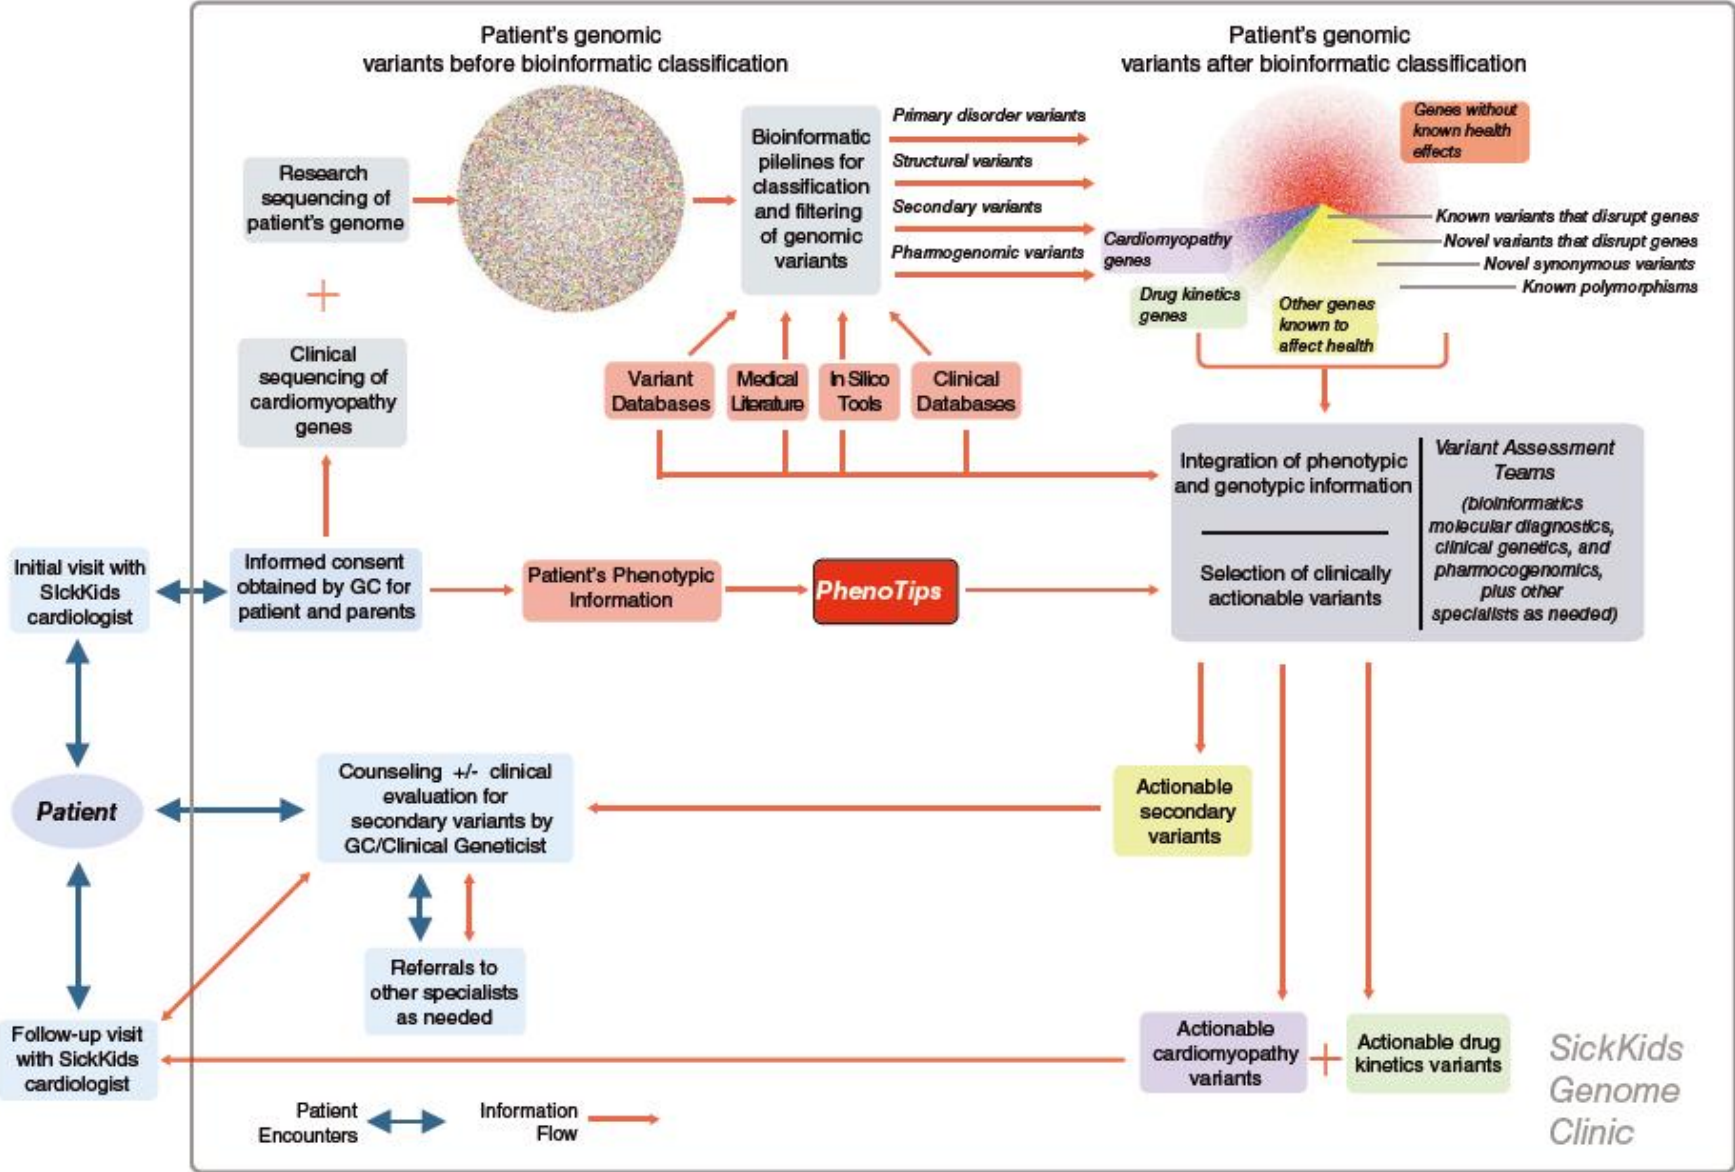 Patient's genomic
variants before bioinformatic classification
Patient's genomic
variants after bioinformatic classification
Research
sequencing of
patient's genome
Bioinformatic
pilelines for
classification
and filtering
of genomic
variants
Primary disorder variants
Structural variants
Secondary variants
Pharmogenomic variants
Genes without
known health
effects
Known variants that disrupt genes
Novel variants that disrupt genes
Novel synonymous variants
Known polymorphisms
Cardiomyopathy
genes
Drug kinetics
genes
Other genes
known to
affect health
+
Clinical
sequencing of
cardiomyopathy
genes
Variant
Databases
Medical
Literature
In Silico
Tools
Clinical
Databases
Integration of phenotypic
and genotypic information
Selection of clinically
actionable variants
Variant Assessment
Teams
(bioinformatics
molecular diagnostics,
clinical genetics, and
pharmocogenomics,
plus other
specialists as needed)
Initial visit with
SIckKids
cardiologist
Informed consent
obtained by GC for
patient and parents
Patient's Phenotypic
Information
PhenoTips
Patient
Counseling +/- clinical
evaluation for
secondary variants by
GC/Clinical Geneticist
Actionable
secondary
variants
Referrals to
other specialists
as needed
Follow-up visit
with SickKids
cardiologist
Actionable
cardiomyopathy
variants
+
Actionable drug
kinetics variants
SickKids
Genome
Clinic
Patient
Encounters
Information
Flow